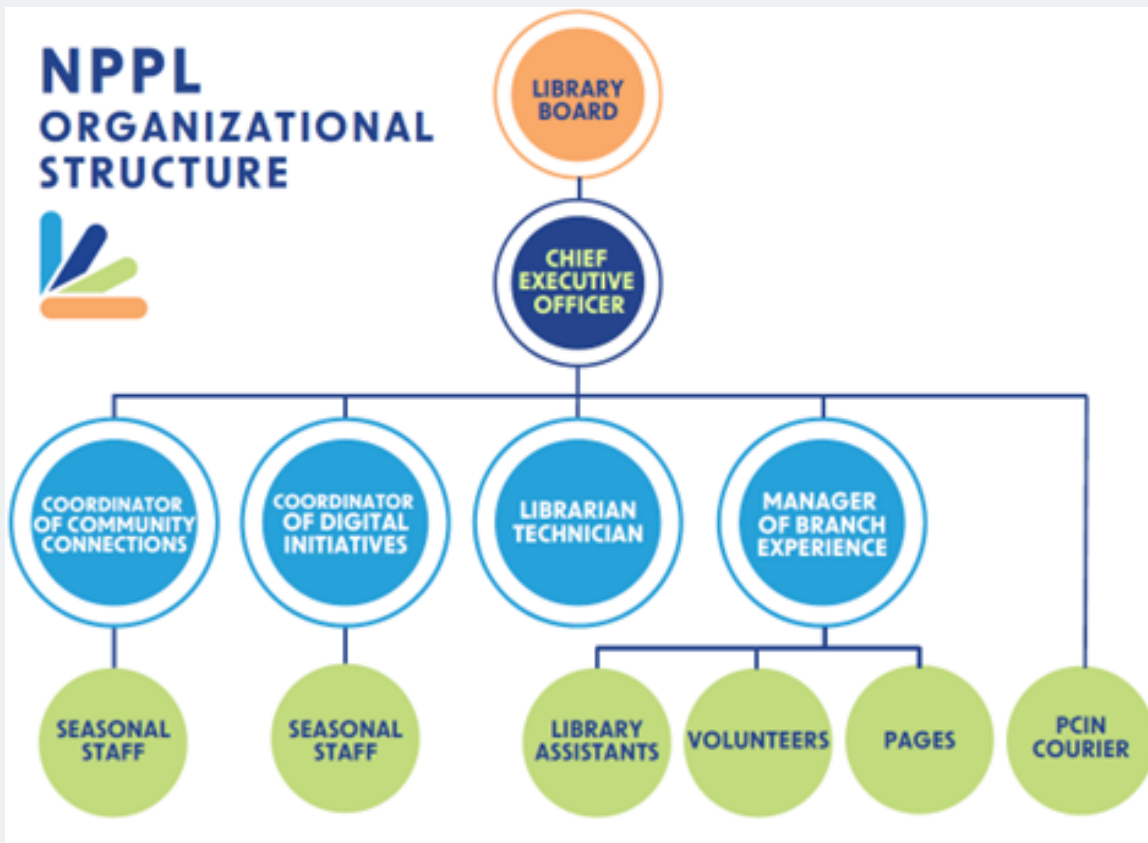 NPPL
ORGANIZATIONAL
STRUCTURE
LIBRARY
BOARD
CHIEF
EXECUTIVE
OFFICER
COORDINATOR
OF COMMUNITY
CONNECTIONS
COORDINATOR
OF DIGITAL
INITIATIVES
LIBRARIAN
TECHNICIAN
MANAGER
OF BRANCH
EXPERIENCE
SEASONAL
STAFF
SEASONAL
STAFF
LIBRARY
ASSISTANTS
VOLUNTEERS
PAGES
PCIN
COURIER